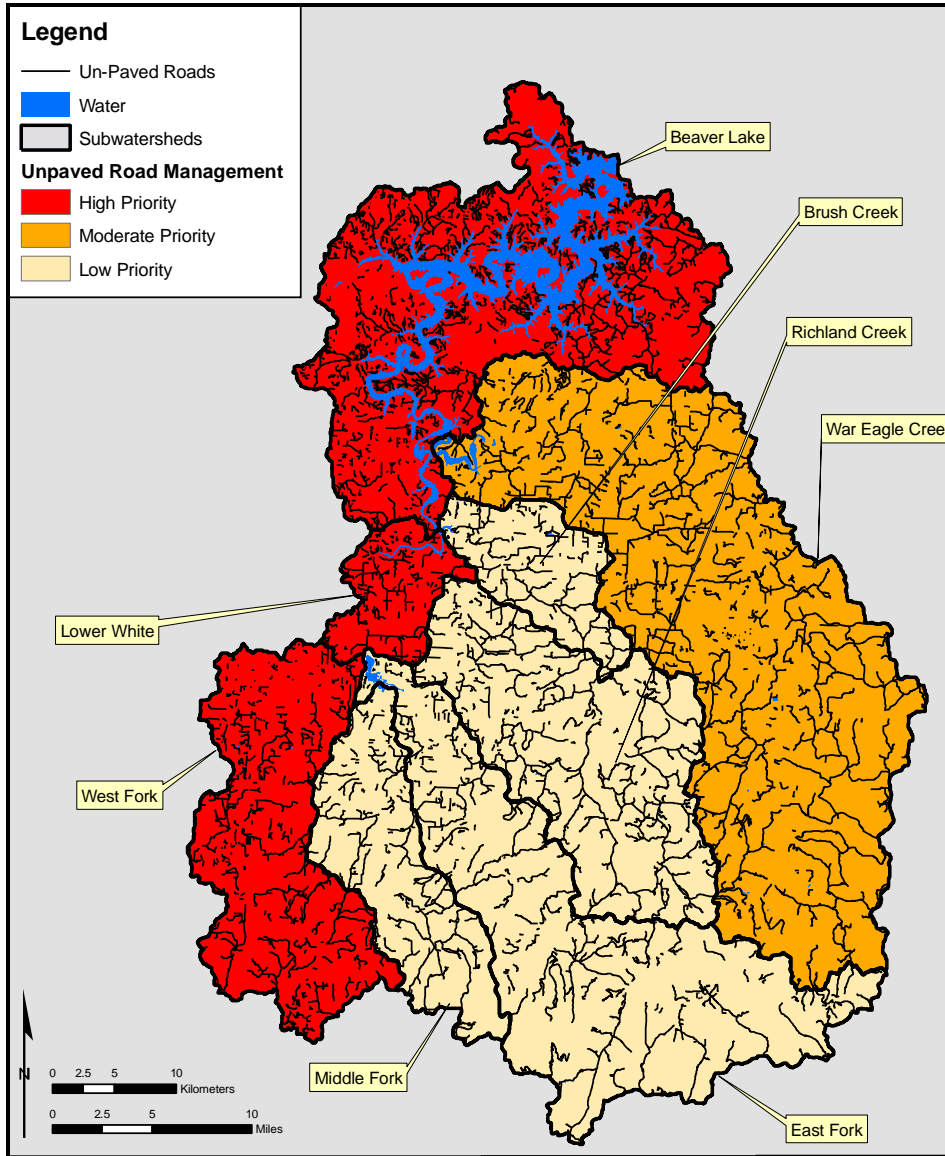 Legend
Un-Paved Roads
Water
Subwatersheds
Unpaved Road Management
High Priority
Moderate Priority
Low Priority
Beaver Lake
Brush Creek
Richland Creek
War Eagle Cree
Lower White
West Fork
Middle Fork
East Fork
N
0 2.5 5 10
Kilometers
0 2.5 5 10
Miles